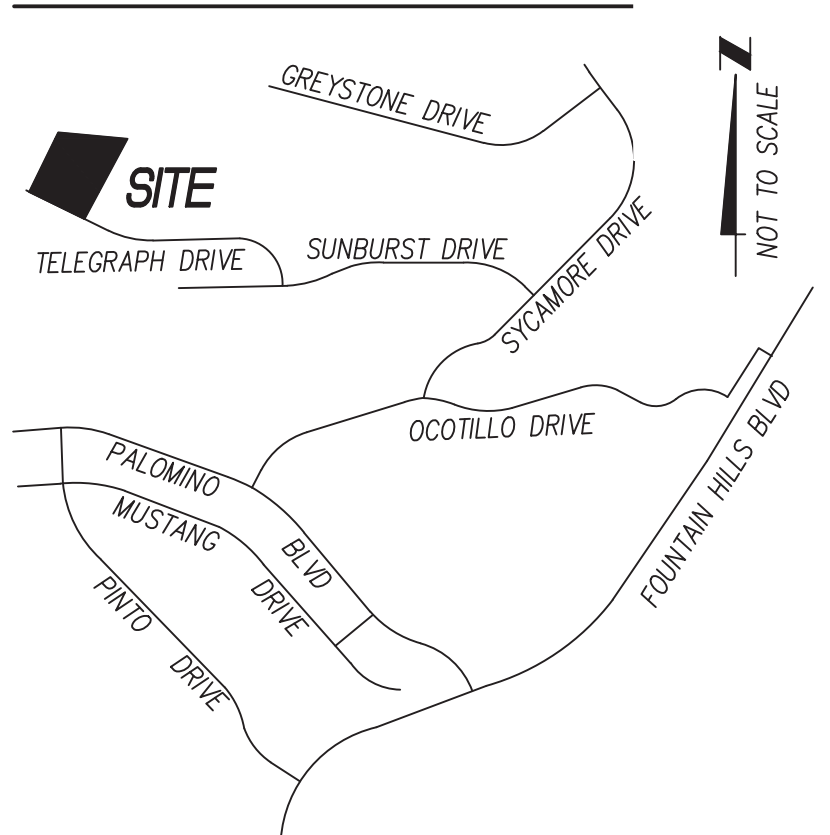 GREYSTONE DRIVE
N
NOT TO SCALE
SITE
TELEGRAPH DRIVE
SUNBURST DRIVE
SYCAMORE DRIVE
OCOTILLO DRIVE
FOUNTAIN HILLS BLVD
PALOMINO BLVD
MUSTANG DRIVE
PINTO DRIVE